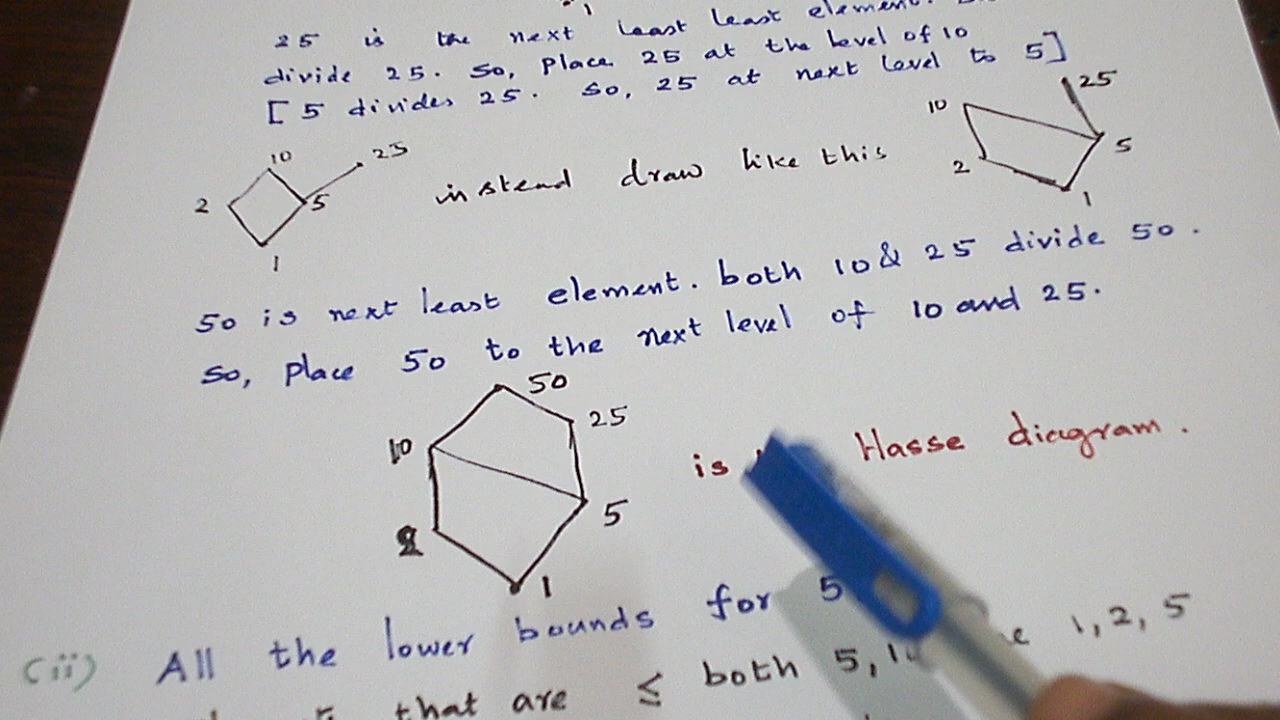 25 is the next least least element.
divide 25. So, place 25 at the level of 10
[ 5 divides 25. So, 25 at next level to 5]
10 25 2 5 1
instead draw like this
10 25 2 5 1
50 is next least element. both 10 & 25 divide 50.
So, place 50 to the next level of 10 and 25.
50
10 25
2 5
1
is Hasse diagram.
(ii) All the lower bounds for 5
1, 2, 5
that are ≤ both 5,